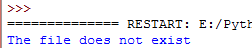 >>>
============== RESTART: E:/Pyth
The file does not exist